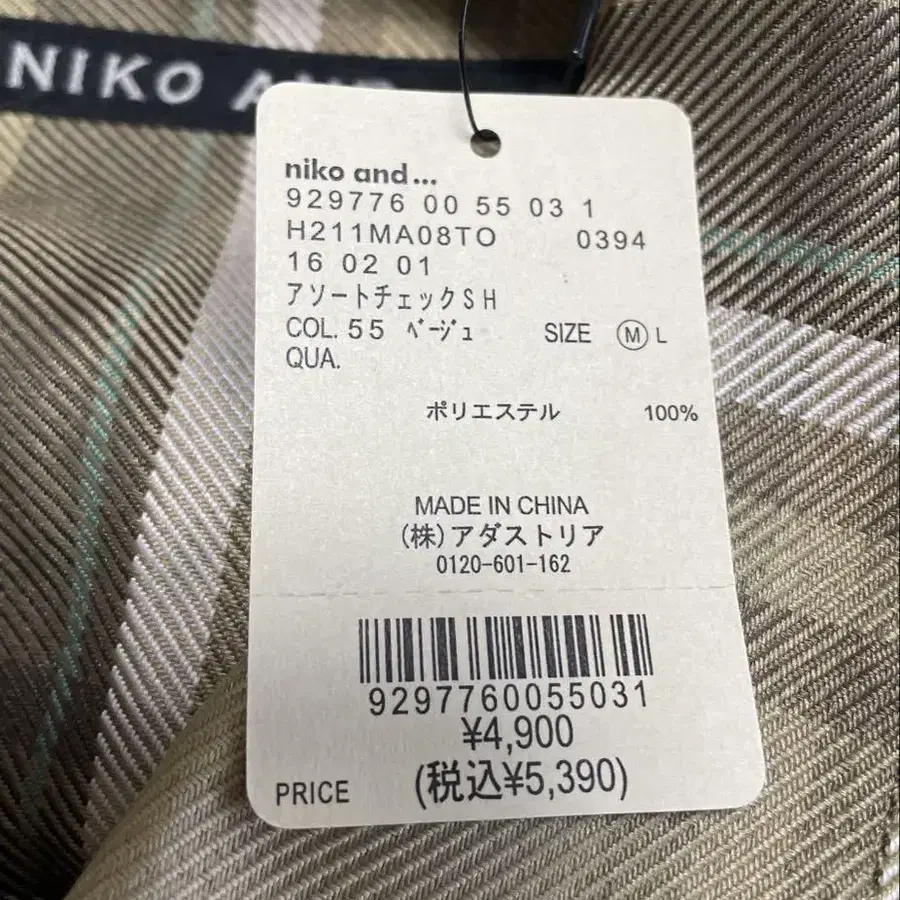 NIKO AND
niko and...
929776 00 55 03 1
H211MA08TO 0394
16 02 01
アソートチェックSH
COL. 55 ベージュ SIZE Ⓜ L
QUA.
ポリエステル 100%
MADE IN CHINA
(株)アダストリア
0120-601-162
9297760055031
¥4,900
PRICE (税込¥5,390)